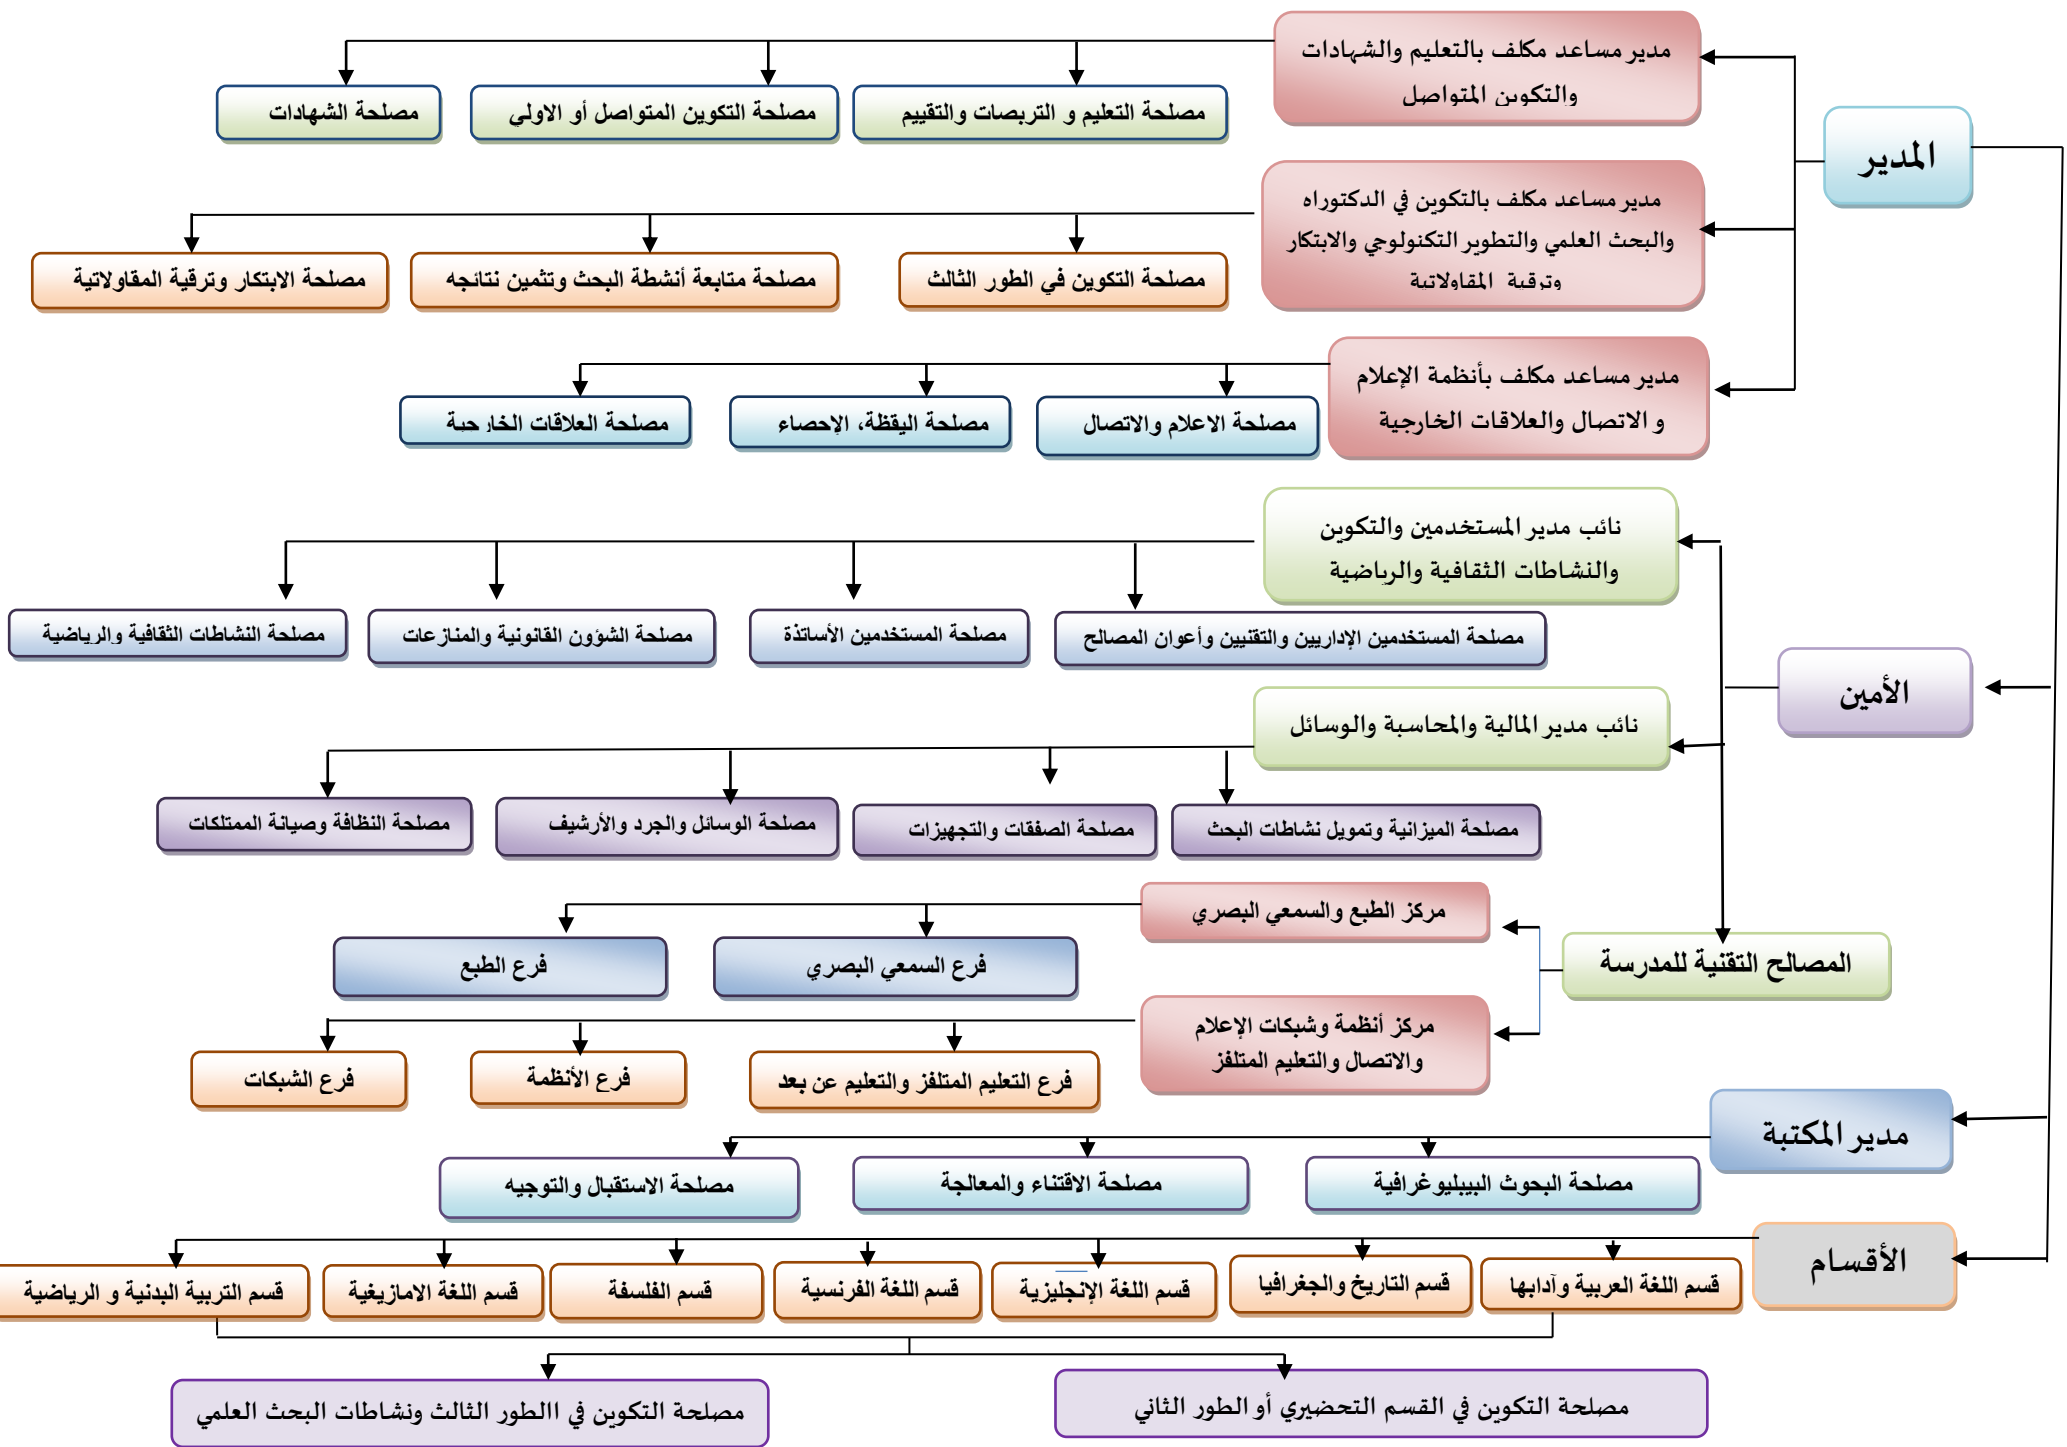 مدير مساعد مكلف بالتعليم والشهادات
والتكوين المتواصل
مصلحة التعليم و التربصات والتقييم
مصلحة التكوين المتواصل أو الاولي
مصلحة الشهادات
المدير
مدير مساعد مكلف بالتكوين في الدكتوراه
والبحث العلمي والتطوير التكنولوجي والابتكار
وترقية المقاولاتية
مصلحة التكوين في الطور الثالث
مصلحة متابعة أنشطة البحث وتثمين نتائجه
مصلحة الابتكار وترقية المقاولاتية
مدير مساعد مكلف بأنظمة الإعلام
و الاتصال والعلاقات الخارجية
مصلحة الاعلام والاتصال
مصلحة اليقظة، الإحصاء
مصلحة العلاقات الخارجية
نائب مدير المستخدمين والتكوين
والنشاطات الثقافية والرياضية
مصلحة المستخدمين الإداريين والتقنيين وأعوان المصالح
مصلحة المستخدمين الأساتذة
مصلحة الشؤون القانونية والمنازعات
مصلحة النشاطات الثقافية والرياضية
الأمين
نائب مدير المالية والمحاسبة والوسائل
مصلحة الميزانية وتمويل نشاطات البحث
مصلحة الصفقات والتجهيزات
مصلحة الوسائل والجرد والأرشيف
مصلحة النظافة وصيانة الممتلكات
مركز الطبع والسمعي البصري
فرع السمعي البصري
فرع الطبع
المصالح التقنية للمدرسة
مركز أنظمة وشبكات الإعلام
والاتصال والتعليم المتلفز
فرع التعليم المتلفز والتعليم عن بعد
فرع الأنظمة
فرع الشبكات
مدير المكتبة
مصلحة البحوث البيبليوغرافية
مصلحة الاقتناء والمعالجة
مصلحة الاستقبال والتوجيه
الأقسام
قسم اللغة العربية وآدابها
قسم التاريخ والجغرافيا
قسم اللغة الإنجليزية
قسم اللغة الفرنسية
قسم الفلسفة
قسم اللغة الامازيغية
قسم التربية البدنية و الرياضية
مصلحة التكوين في القسم التحضيري أو الطور الثاني
مصلحة التكوين في االطور الثالث ونشاطات البحث العلمي